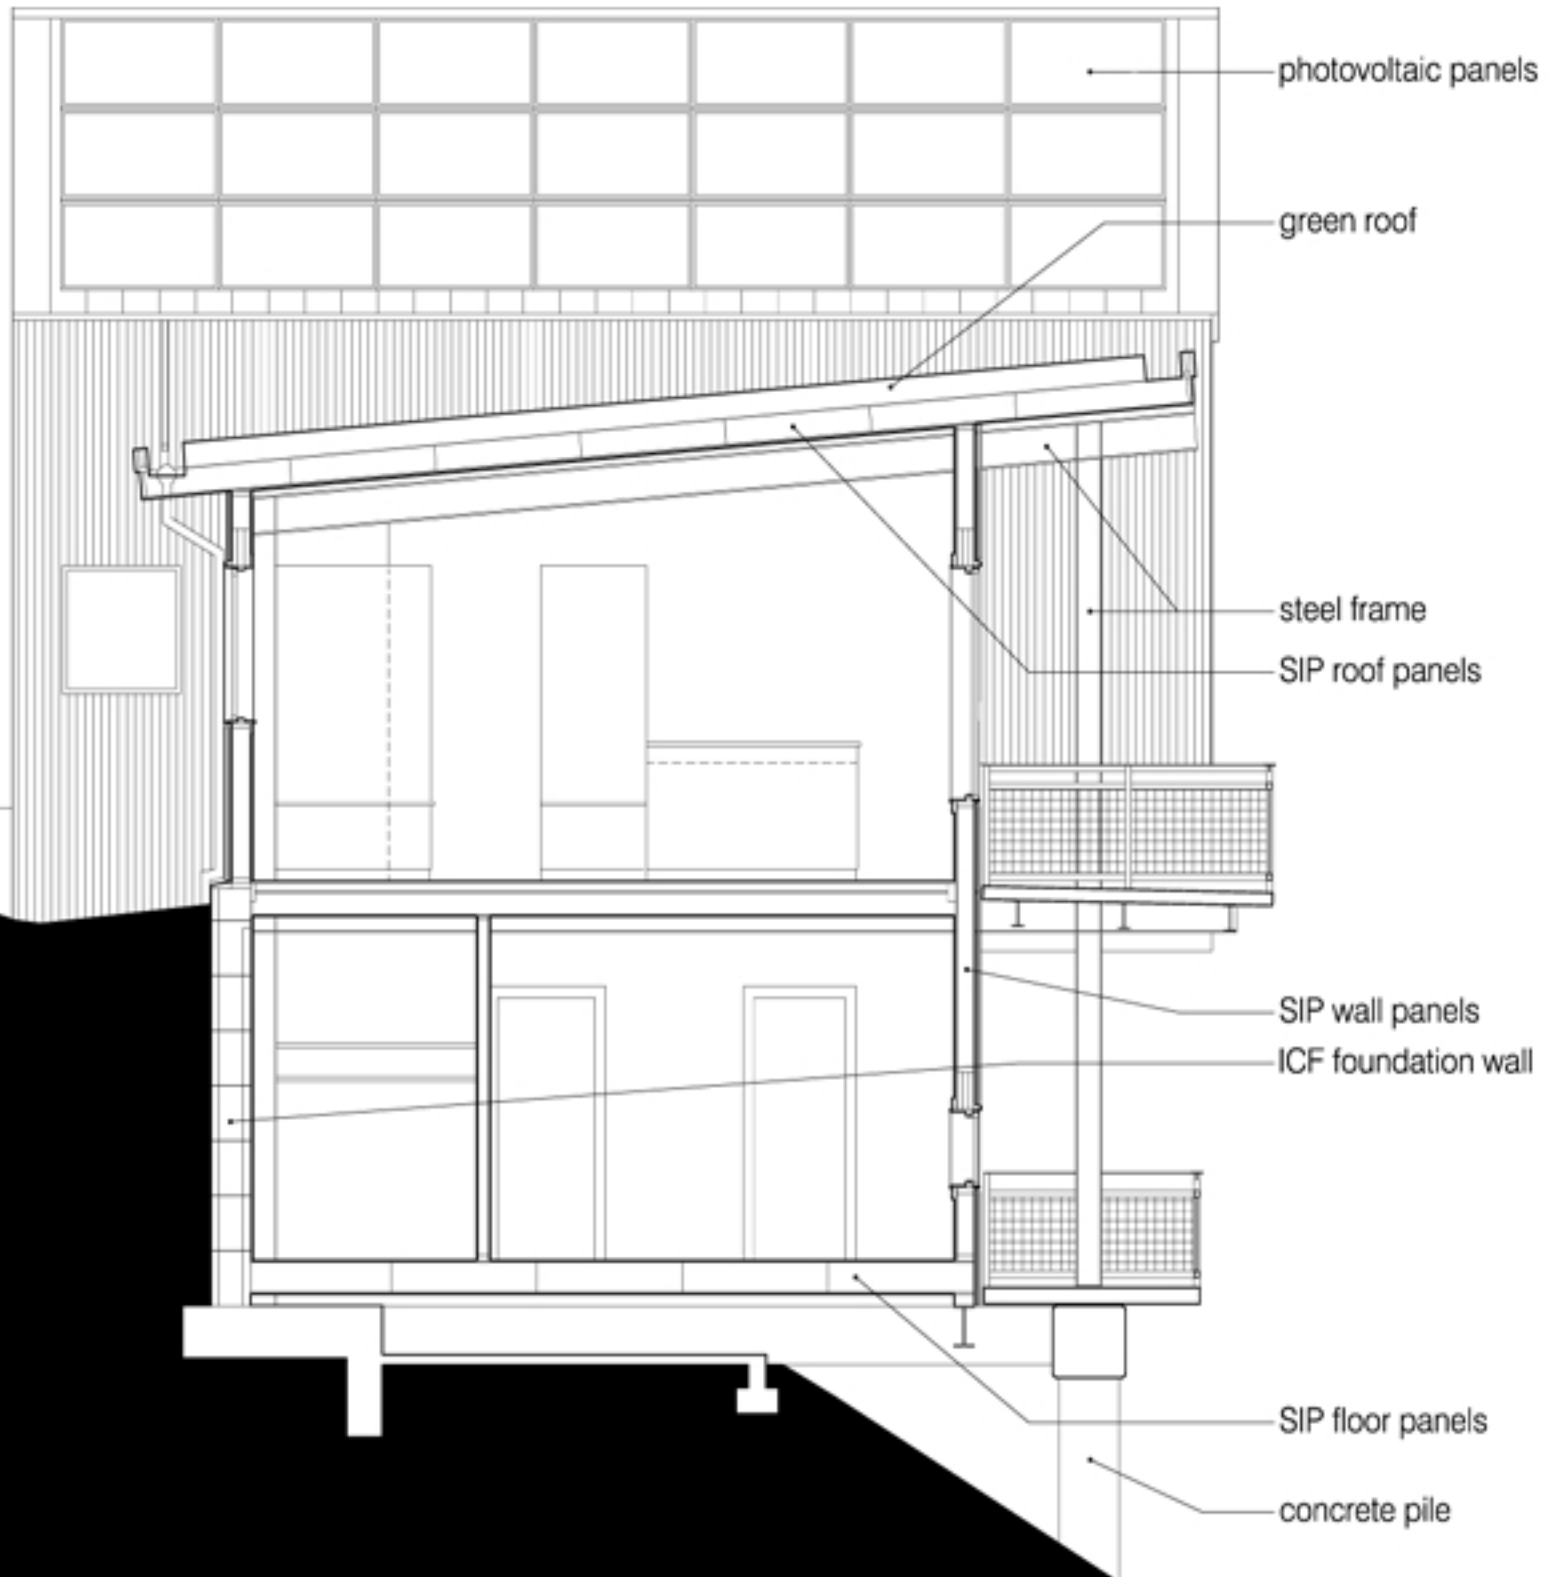 photovoltaic panels
green roof
steel frame
SIP roof panels
SIP wall panels
ICF foundation wall
SIP floor panels
concrete pile